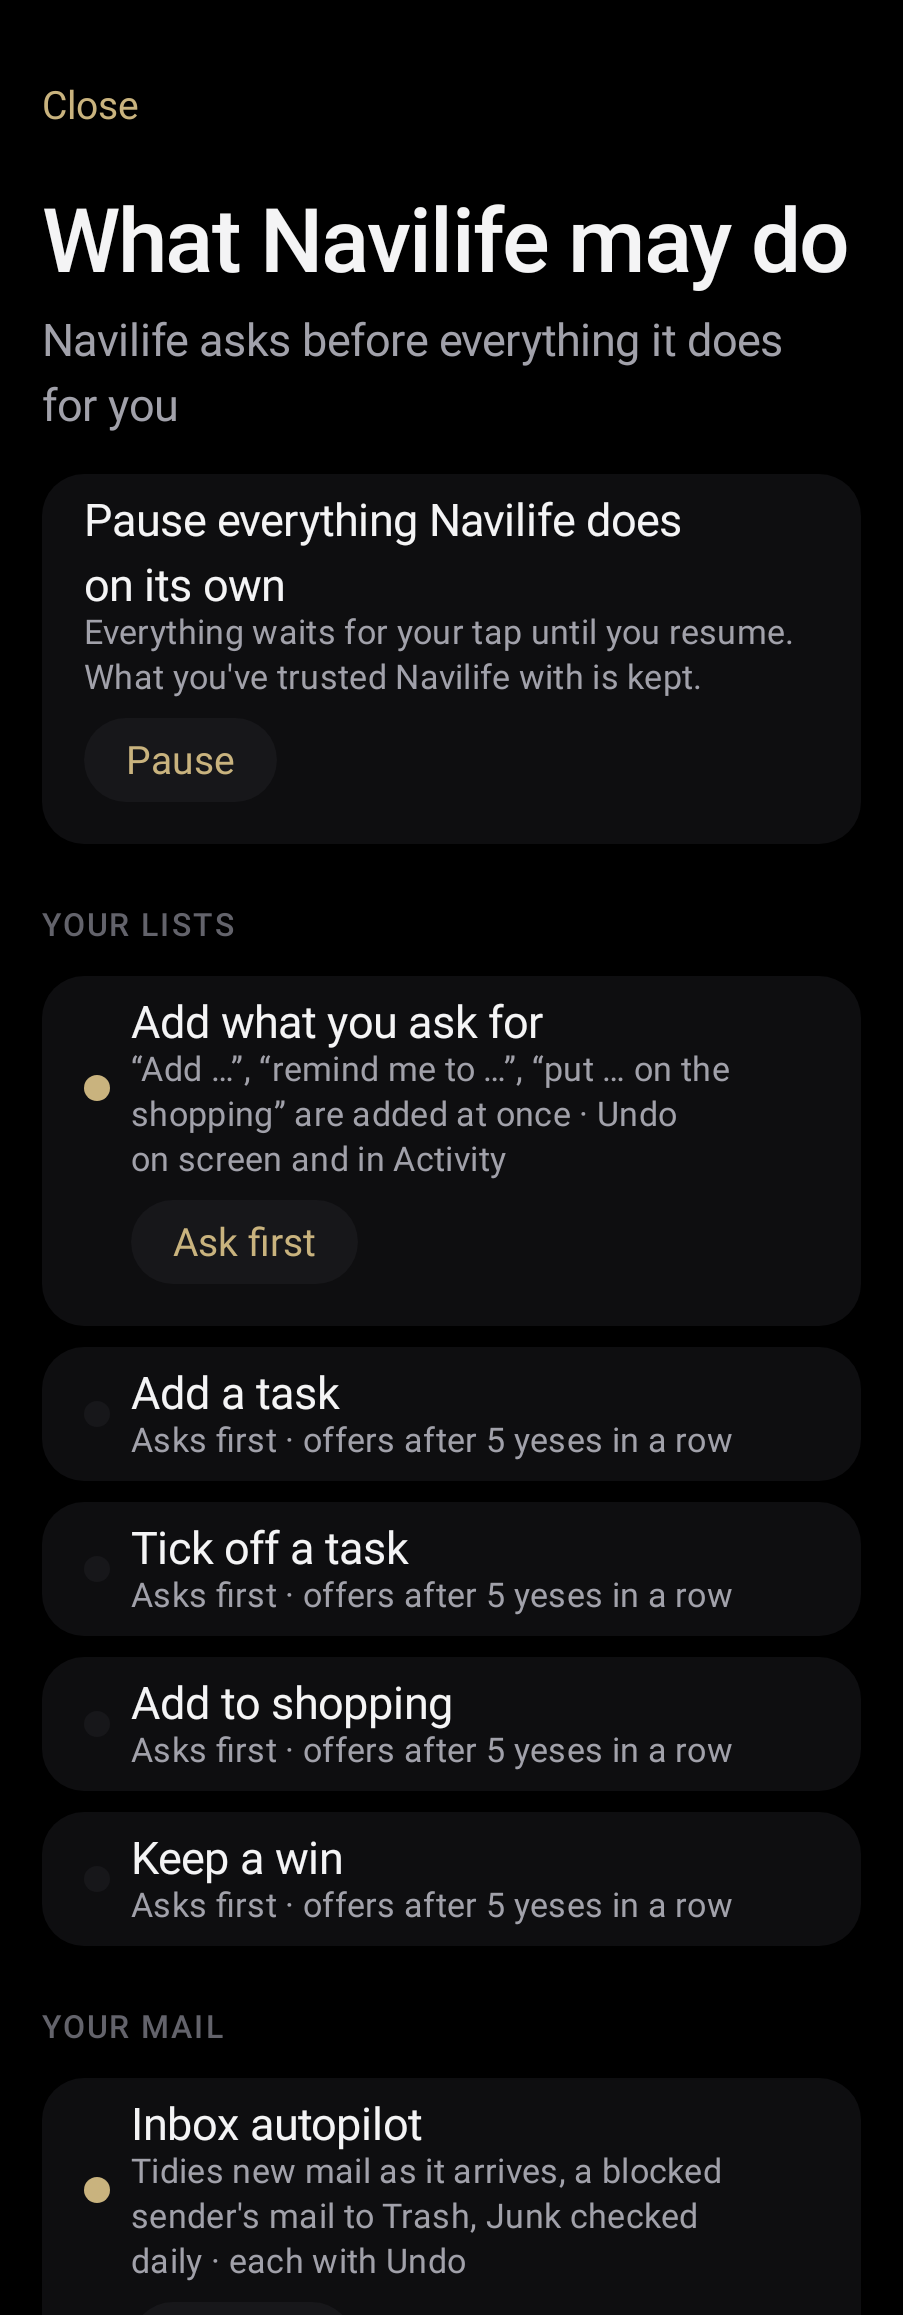 Close
What Navilife may do
Navilife asks before everything it does
for you
Pause everything Navilife does
on its own
Everything waits for your tap until you resume.
What you've trusted Navilife with is kept.
Pause
YOUR LISTS
Add what you ask for
“Add …”, “remind me to …”, “put … on the
shopping” are added at once · Undo
on screen and in Activity
Ask first
Add a task
Asks first · offers after 5 yeses in a row
Tick off a task
Asks first · offers after 5 yeses in a row
Add to shopping
Asks first · offers after 5 yeses in a row
Keep a win
Asks first · offers after 5 yeses in a row
YOUR MAIL
Inbox autopilot
Tidies new mail as it arrives, a blocked
sender's mail to Trash, Junk checked
daily · each with Undo